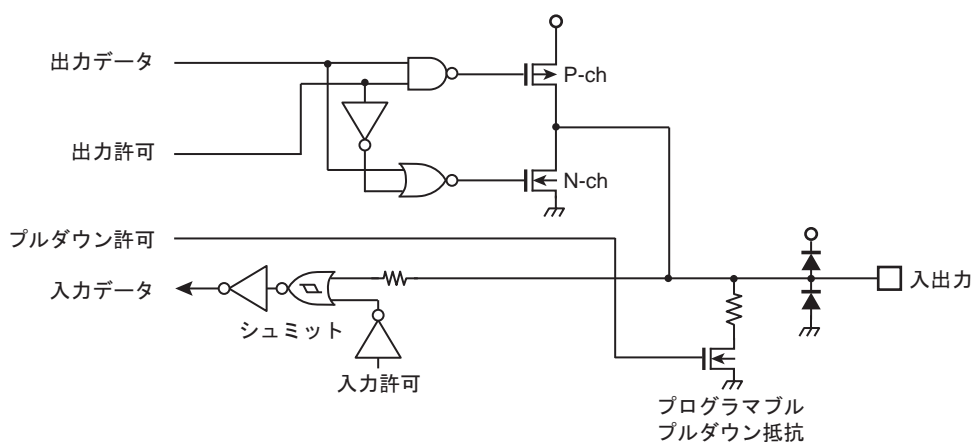 出力データ
P-ch
出力許可
N-ch
プルダウン許可
入力データ
入出力
シュミット
入力許可
プログラマブル
プルダウン抵抗